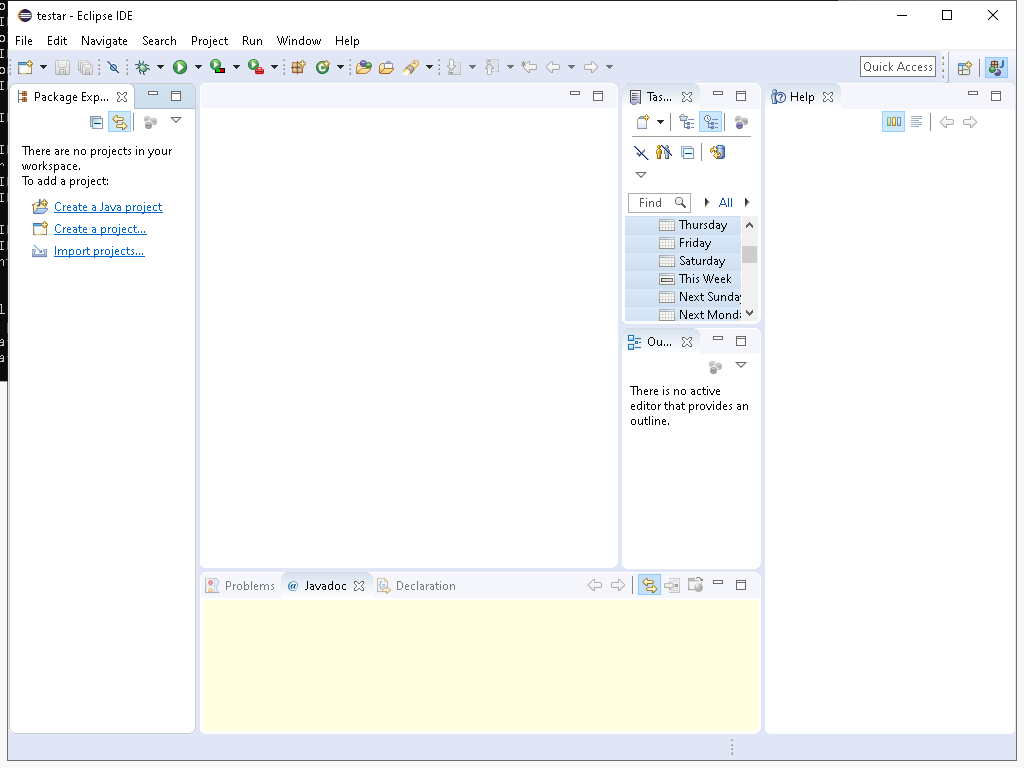 testar - Eclipse IDE
File Edit Navigate Search Project Run Window Help
Quick Access
Package Exp...
There are no projects in your
workspace.
To add a project:
Create a Java project
Create a project...
Import projects...
Tas...
Find
All
Thursday
Friday
Saturday
This Week
Next Sunday
Next Mond
Ou...
There is no active
editor that provides an
outline.
Help
Problems
@ Javadoc
Declaration